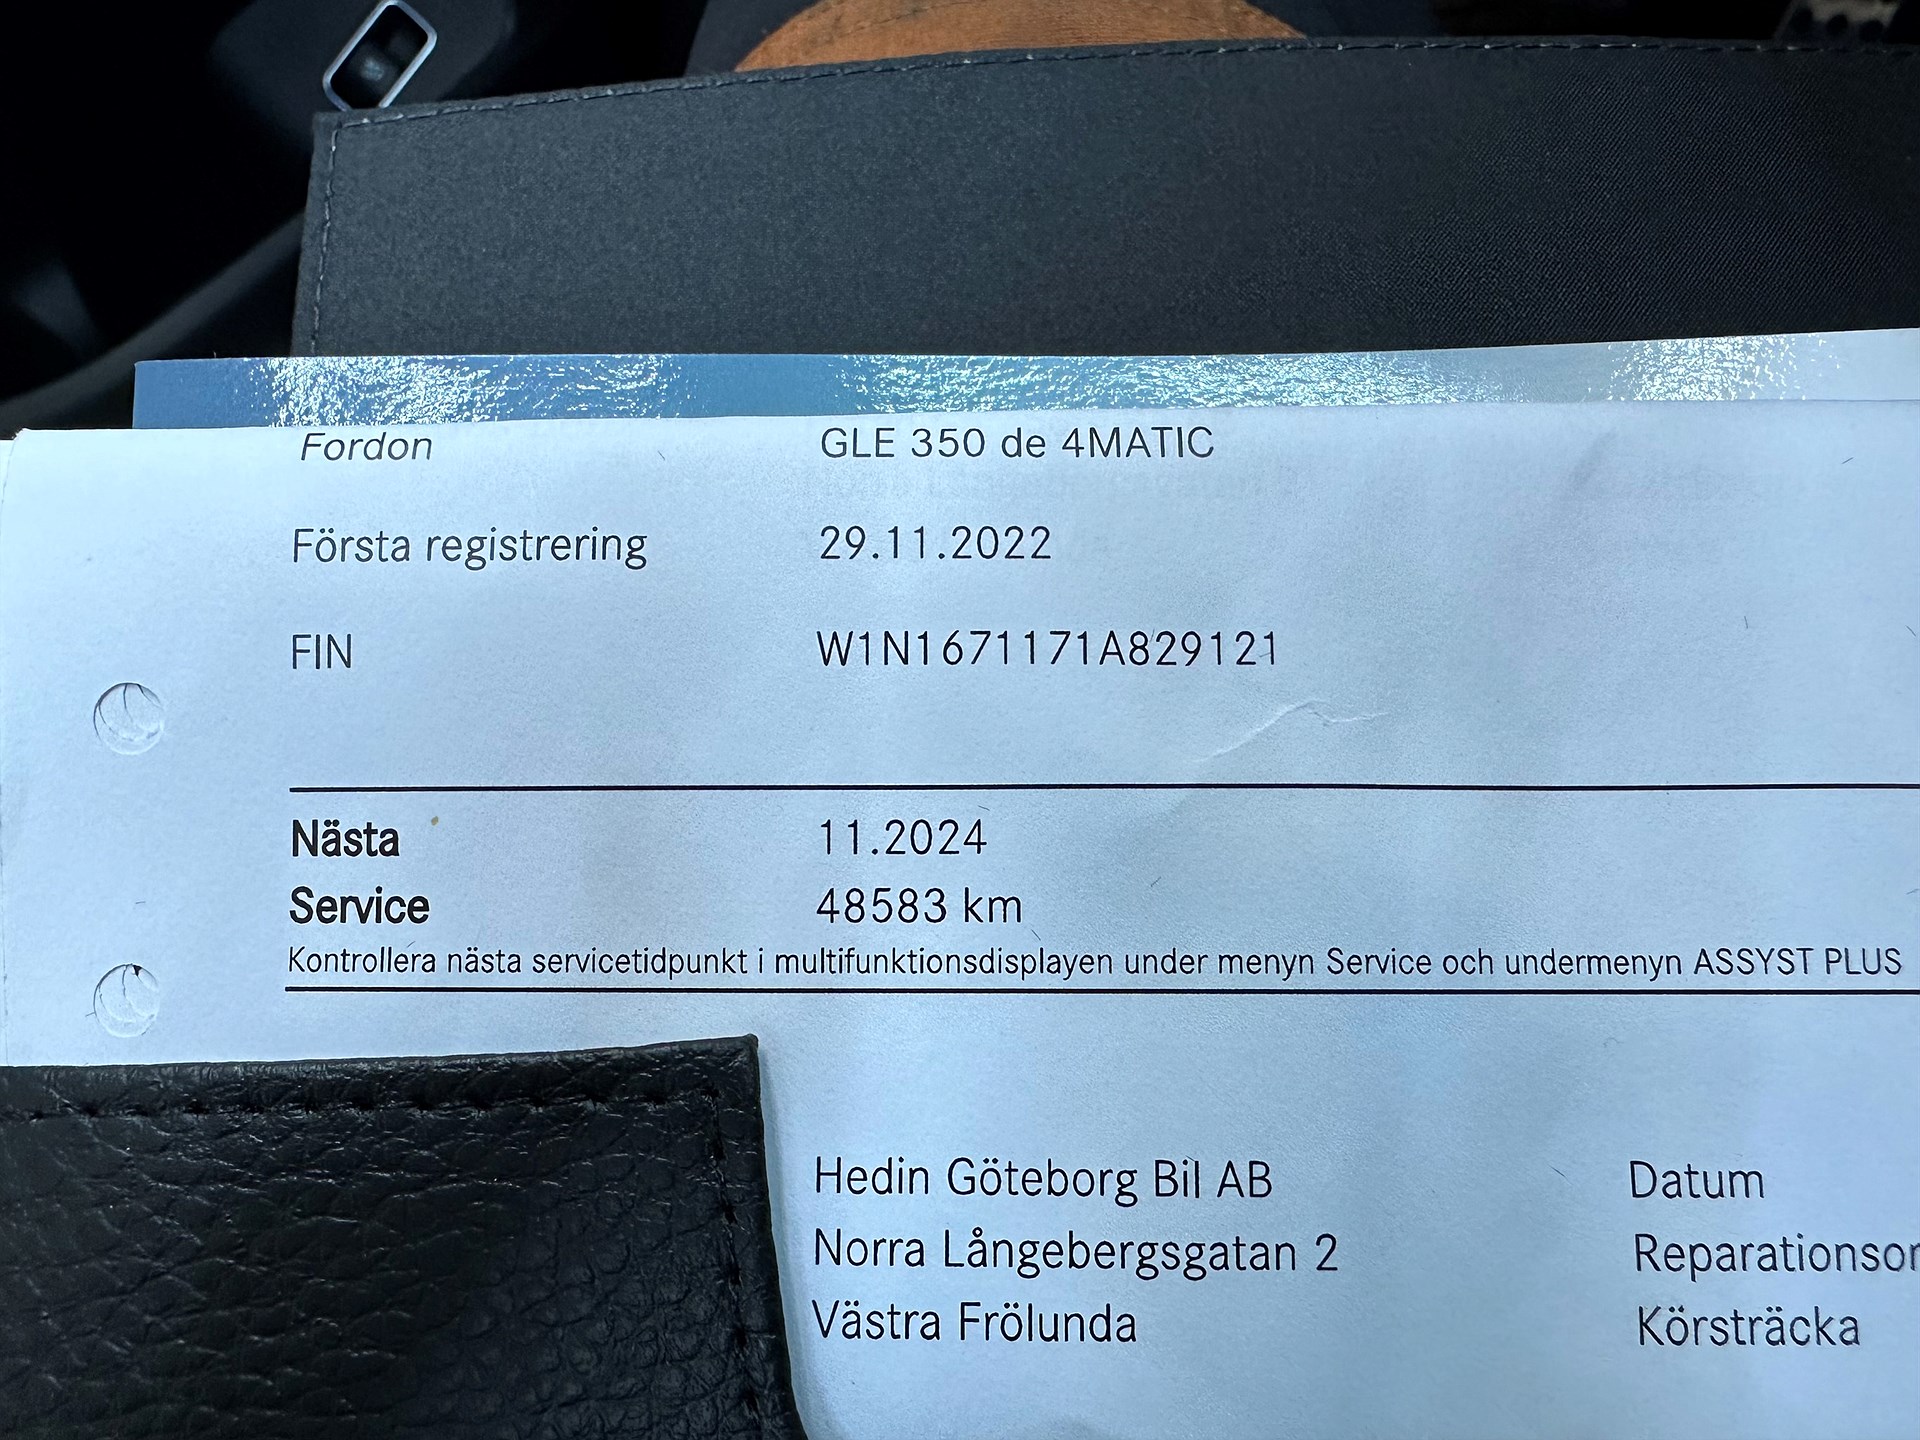 Fordon GLE 350 de 4MATIC
Första registrering 29.11.2022
FIN W1N1671171A829121
Nästa 11.2024
Service 48583 km
Kontrollera nästa servicetidpunkt i multifunktionsdisplayen under menyn Service och undermenyn ASSYST PLUS
Hedin Göteborg Bil AB Datum
Norra Långebergsgatan 2
Västra Frölunda Körsträcka